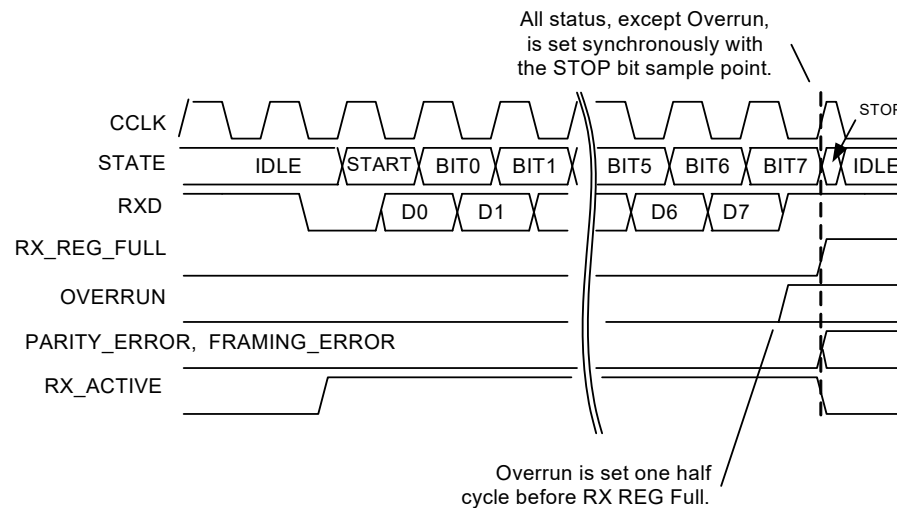 All status, except Overrun,
is set synchronously with
the STOP bit sample point.
CCLK
STATE IDLE START BIT0 BIT1 BIT5 BIT6 BIT7 IDLE
RXD D0 D1 D6 D7
RX_REG_FULL
OVERRUN
PARITY_ERROR, FRAMING_ERROR
RX_ACTIVE
Overrun is set one half
cycle before RX REG Full.